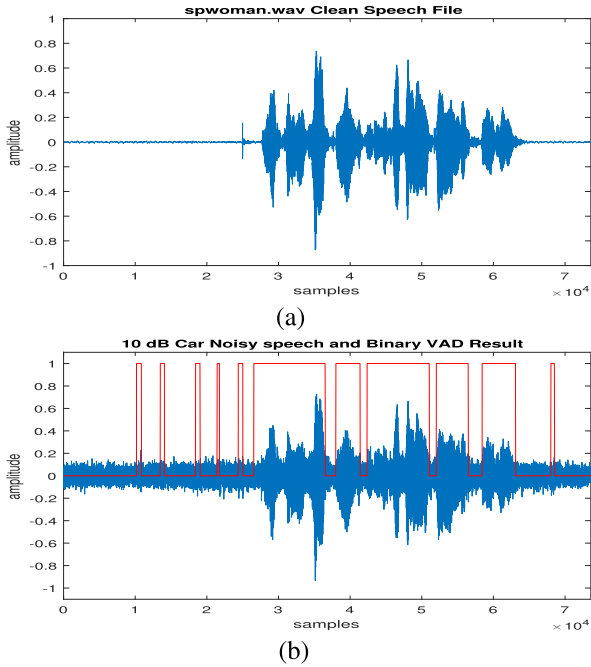 spwoman.wav Clean Speech File
1
0.8
0.6
0.4
0.2
0
-0.2
-0.4
-0.6
-0.8
-1
amplitude
0 1 2 3 4 5 6 7
samples
×10^4
(a)
10 dB Car Noisy speech and Binary VAD Result
1
0.8
0.6
0.4
0.2
0
-0.2
-0.4
-0.6
-0.8
-1
amplitude
0 1 2 3 4 5 6 7
samples
×10^4
(b)